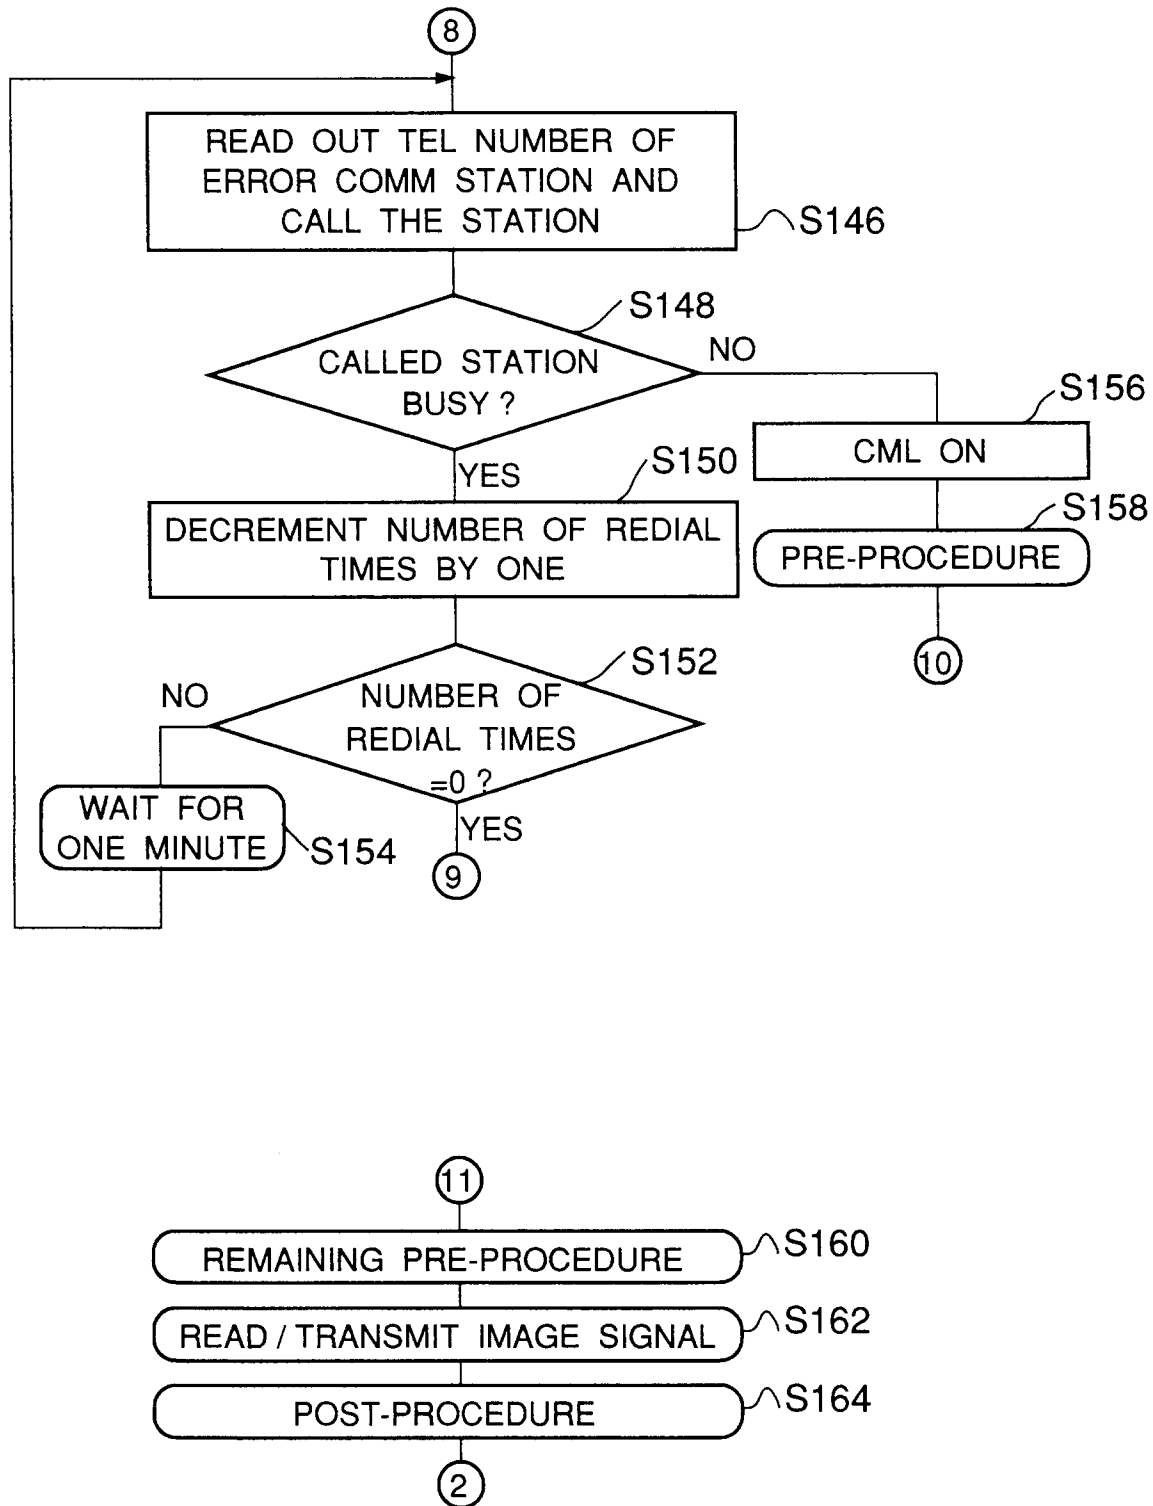 8
READ OUT TEL NUMBER OF
ERROR COMM STATION AND
CALL THE STATION
S146
S148
CALLED STATION
BUSY ?
NO
YES
S156
CML ON
S158
PRE-PROCEDURE
10
S150
DECREMENT NUMBER OF REDIAL
TIMES BY ONE
S152
NUMBER OF
REDIAL TIMES
=0 ?
NO
YES
WAIT FOR
ONE MINUTE
S154
9
11
REMAINING PRE-PROCEDURE
S160
READ / TRANSMIT IMAGE SIGNAL
S162
POST-PROCEDURE
S164
2